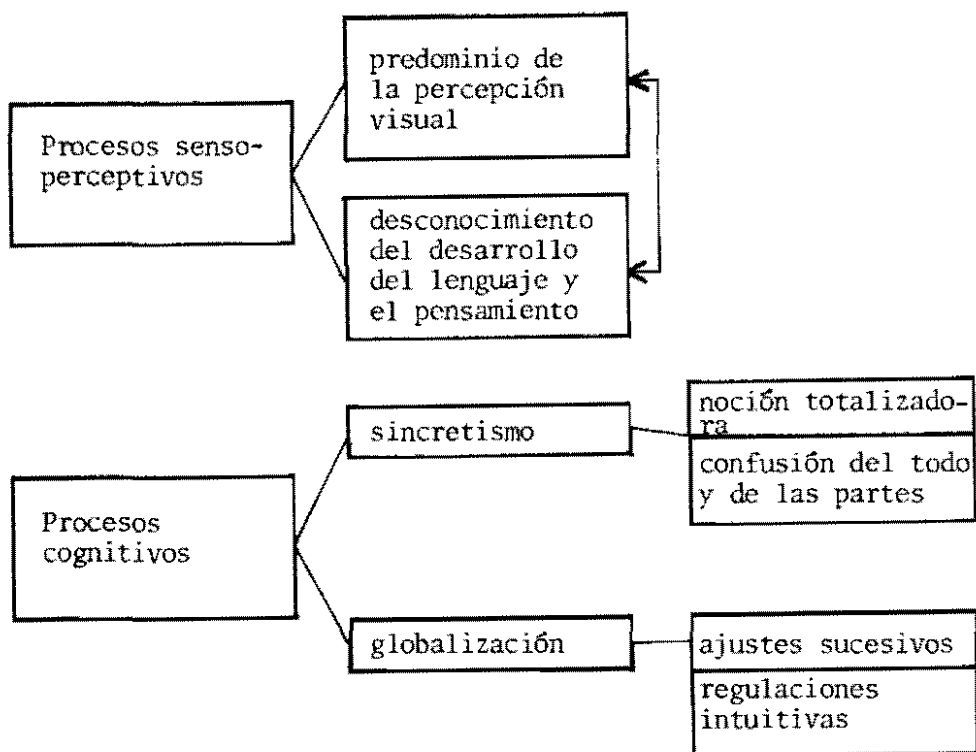 predominio de
la percepción
visual
Procesos senso-
perceptivos
desconocimiento
del desarrollo
del lenguaje y
el pensamiento
sincretismo
noción totalizado-
ra
confusión del todo
y de las partes
Procesos
cognitivos
globalización
ajustes sucesivos
regulaciones
intuitivas